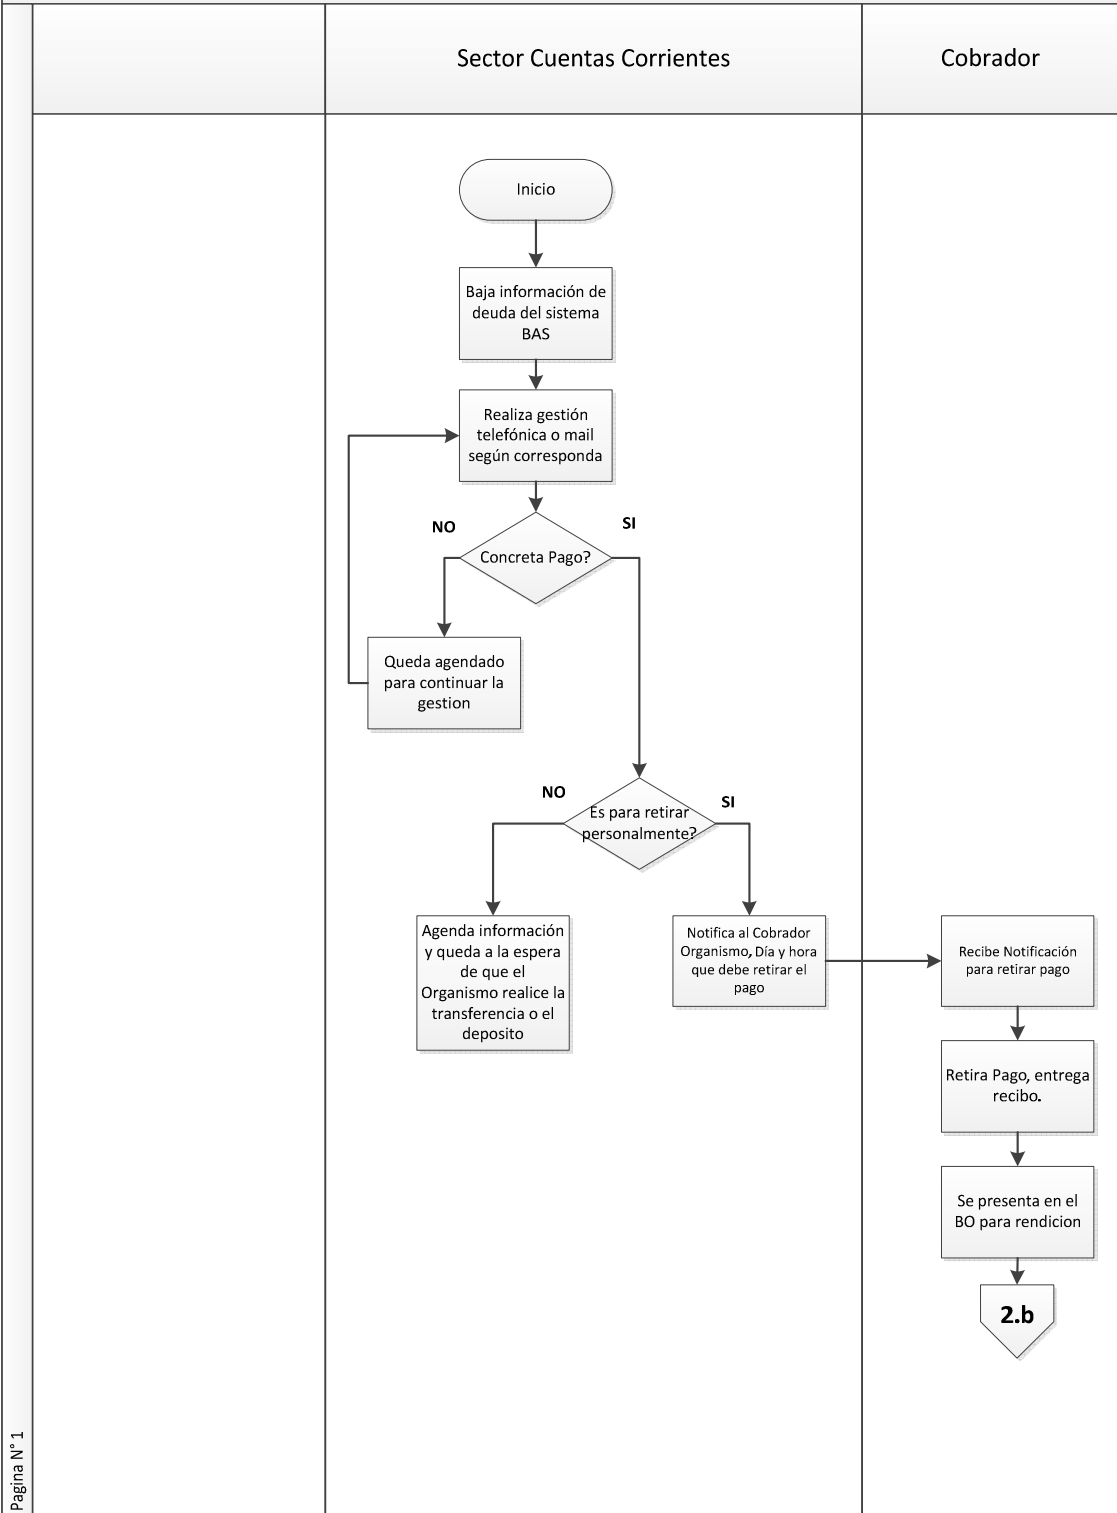 Sector Cuentas Corrientes
Cobrador
Inicio
Baja información de
deuda del sistema
BAS
Realiza gestión
telefónica o mail
según corresponda
NO
SI
Concreta Pago?
Queda agendado
para continuar la
gestion
NO
SI
Es para retirar
personalmente?
Agenda información
y queda a la espera
de que el
Organismo realice la
transferencia o el
deposito
Notifica al Cobrador
Organismo, Día y hora
que debe retirar el
pago
Recibe Notificación
para retirar pago
Retira Pago, entrega
recibo.
Se presenta en el
BO para rendicion
2.b
Pagina N° 1